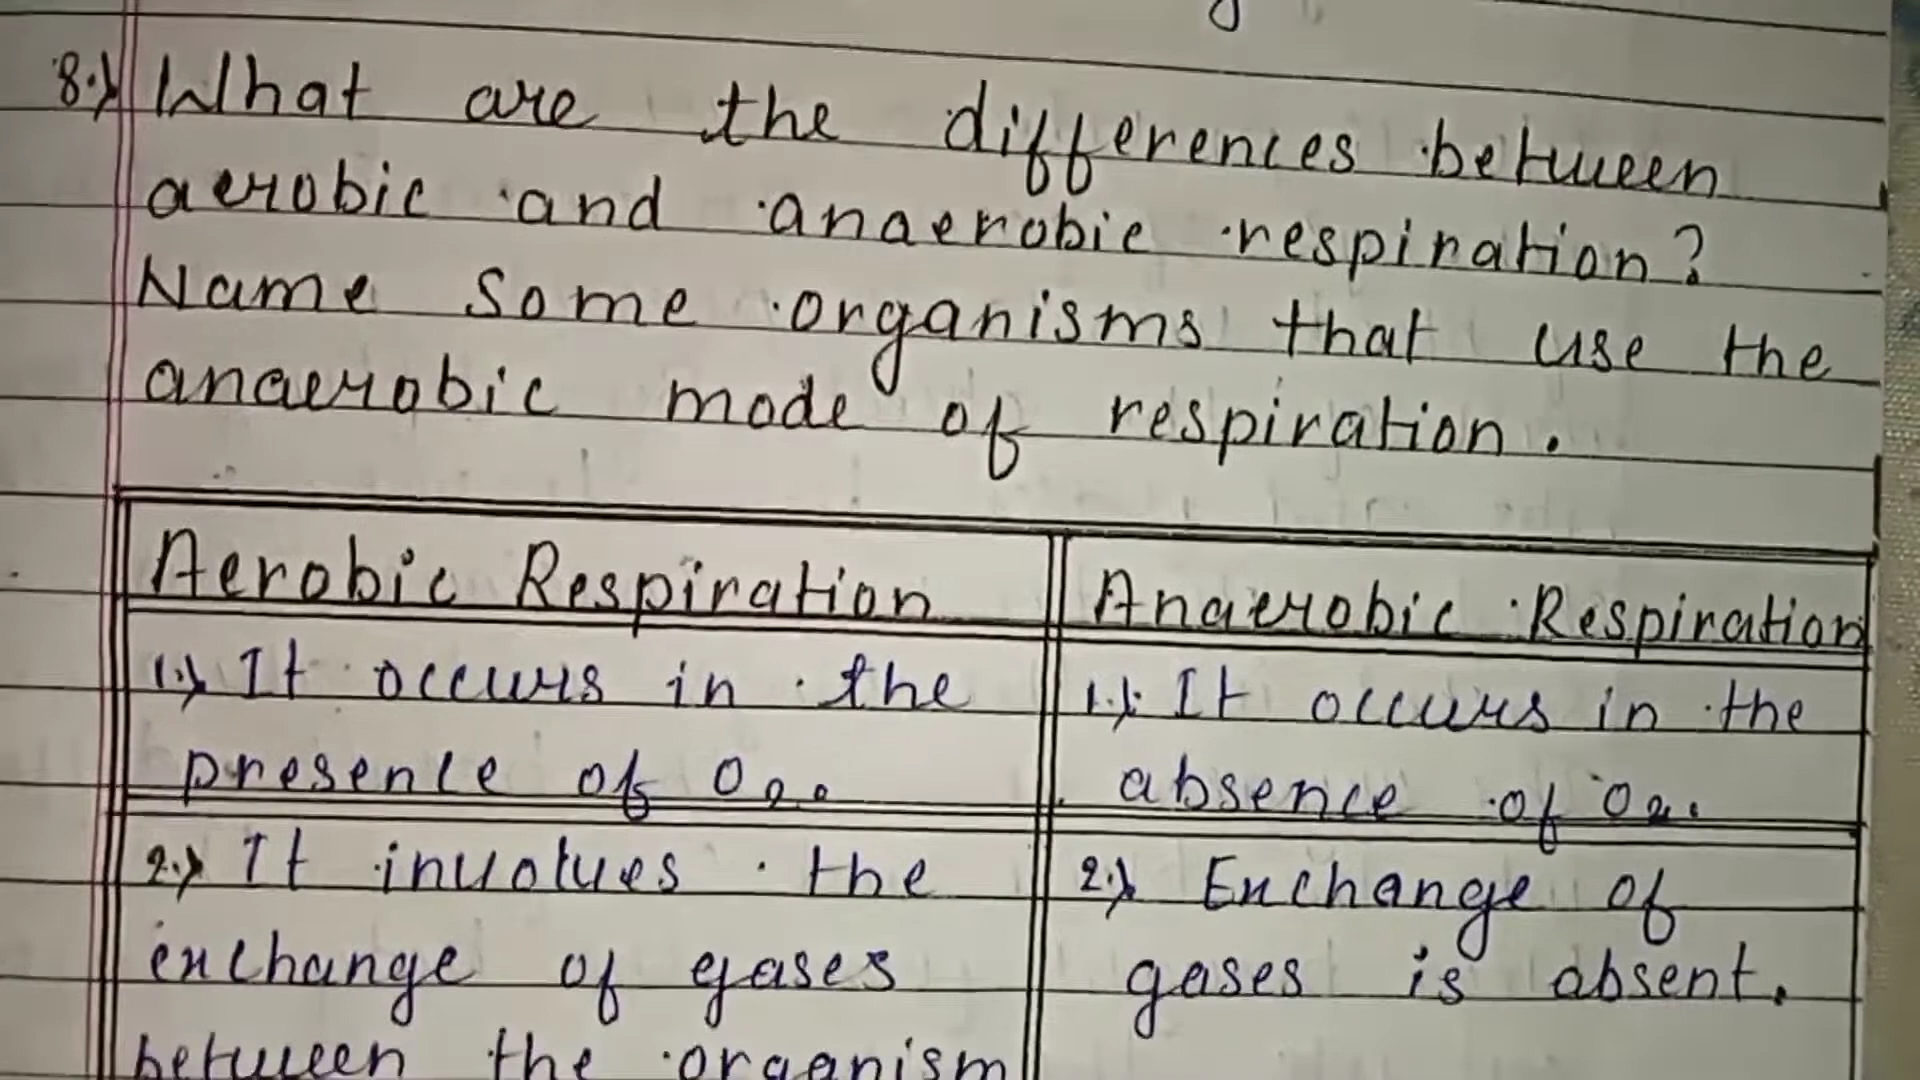 8.) What are the differences between
aerobic and anaerobic respiration?
Name some organisms that use the
anaerobic mode of respiration.
Aerobic Respiration
1.) It occurs in the
presence of O₂.
2.) It involves the
exchange of gases
between the organism
Anaerobic Respiration
1.) It occurs in the
absence of O₂.
2.) Exchange of
gases is absent.